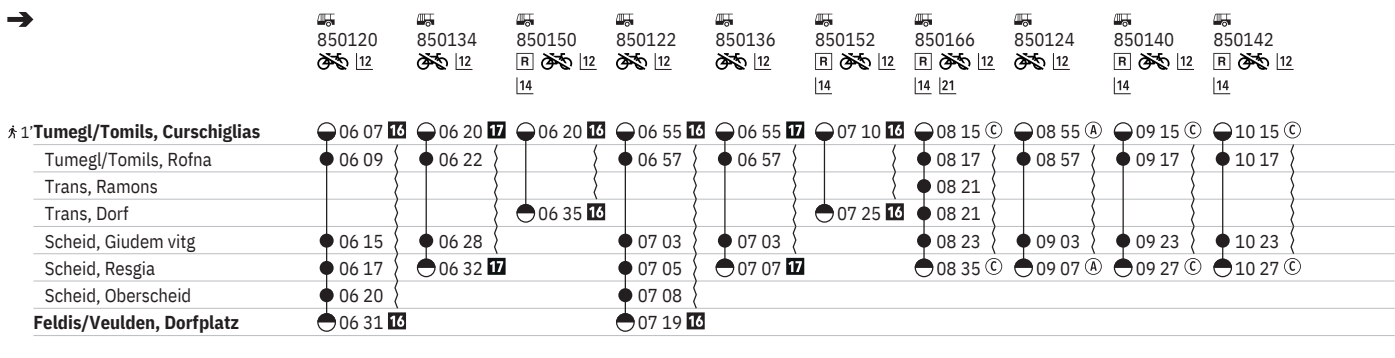 850120 850134 850150 850122 850136 850152 850166 850124 850140 850142
12 12 R 12 12 12 R 12 R 12 12 R 12 R 12
14 14 14 21 14 14
1' Tumegl/Tomils, Curschiglias 06 07 16 06 20 17 06 20 16 06 55 16 06 55 17 07 10 16 08 15 C 08 55 A 09 15 C 10 15 C
Tumegl/Tomils, Rofna 06 09 06 22 06 57 06 57 08 17 08 57 09 17 10 17
Trans, Ramons 08 21
Trans, Dorf 06 35 16 07 25 16 08 21
Scheid, Giudem vitg 06 15 06 28 07 03 07 03 08 23 09 03 09 23 10 23
Scheid, Resgia 06 17 06 32 17 07 05 07 07 17 08 35 C 09 07 A 09 27 C 10 27 C
Scheid, Oberscheid 06 20 07 08
Feldis/Veulden, Dorfplatz 06 31 16 07 19 16